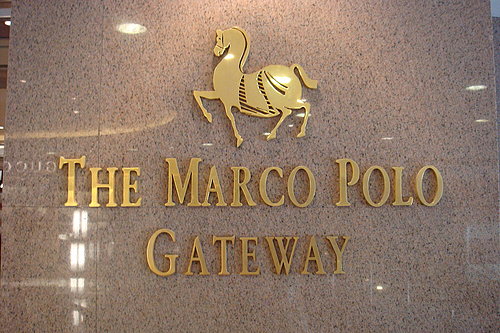 THE MARCO POLO
GATEWAY